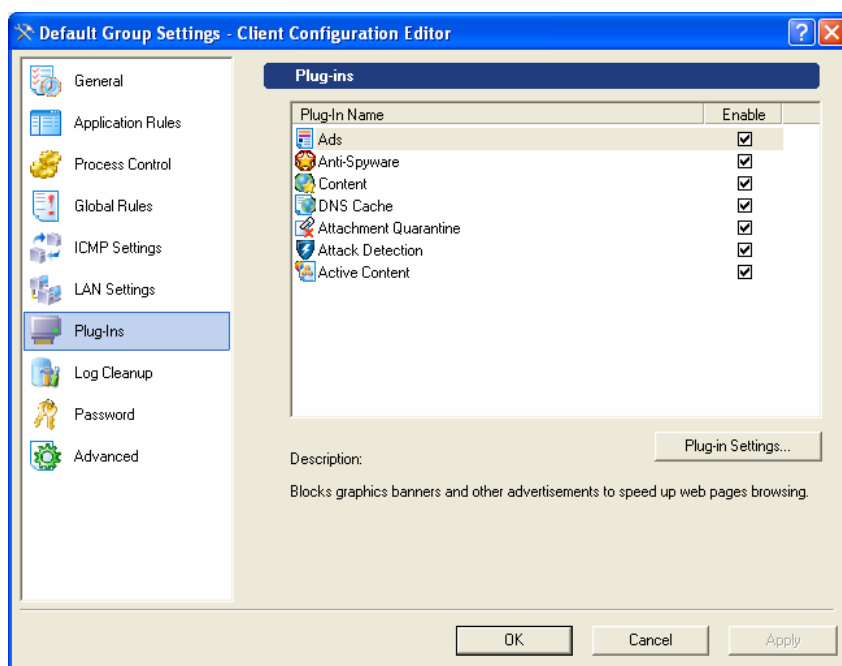 Default Group Settings - Client Configuration Editor
General
Application Rules
Process Control
Global Rules
ICMP Settings
LAN Settings
Plug-Ins
Log Cleanup
Password
Advanced
Plug-ins
Plug-In Name Enable
Ads
Anti-Spyware
Content
DNS Cache
Attachment Quarantine
Attack Detection
Active Content
Plug-in Settings...
Description:
Blocks graphics banners and other advertisements to speed up web pages browsing.
OK Cancel Apply